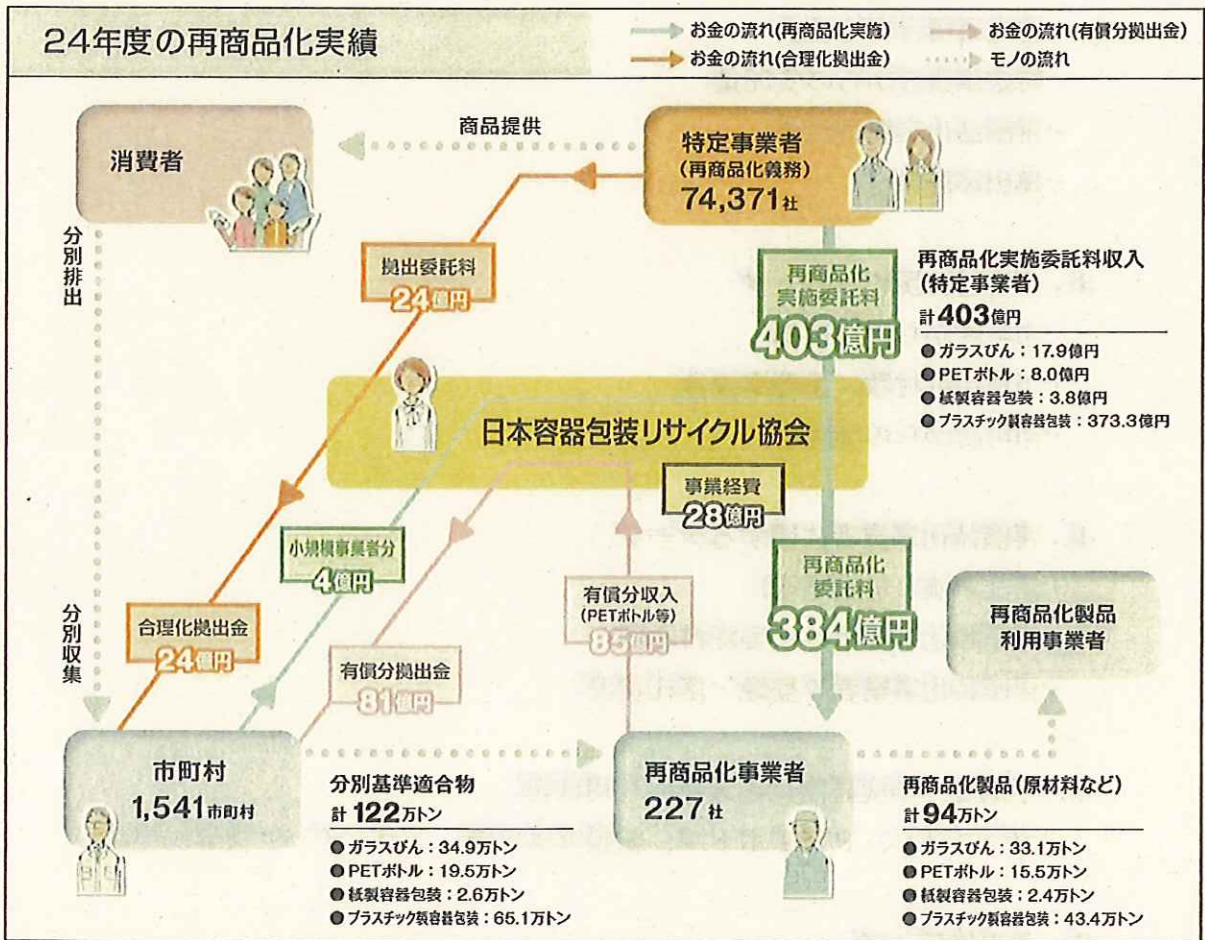 24年度の再商品化実績
お金の流れ(再商品化実施)
お金の流れ(有償分拠出金)
お金の流れ(合理化拠出金)
モノの流れ
消費者
商品提供
特定事業者
(再商品化義務)
74,371社
分別排出
拠出委託料
24億円
再商品化
実施委託料
403億円
再商品化実施委託料収入
(特定事業者)
計403億円
●ガラスびん：17.9億円
●PETボトル：8.0億円
●紙製容器包装：3.8億円
●プラスチック製容器包装：373.3億円
日本容器包装リサイクル協会
事業経費
28億円
小規模事業者分
4億円
分別収集
合理化拠出金
24億円
有償分拠出金
81億円
有償分収入
(PETボトル等)
85億円
再商品化
委託料
384億円
再商品化製品
利用事業者
市町村
1,541市町村
分別基準適合物
計122万トン
●ガラスびん：34.9万トン
●PETボトル：19.5万トン
●紙製容器包装：2.6万トン
●プラスチック製容器包装：65.1万トン
再商品化事業者
227社
再商品化製品(原材料など)
計94万トン
●ガラスびん：33.1万トン
●PETボトル：15.5万トン
●紙製容器包装：2.4万トン
●プラスチック製容器包装：43.4万トン